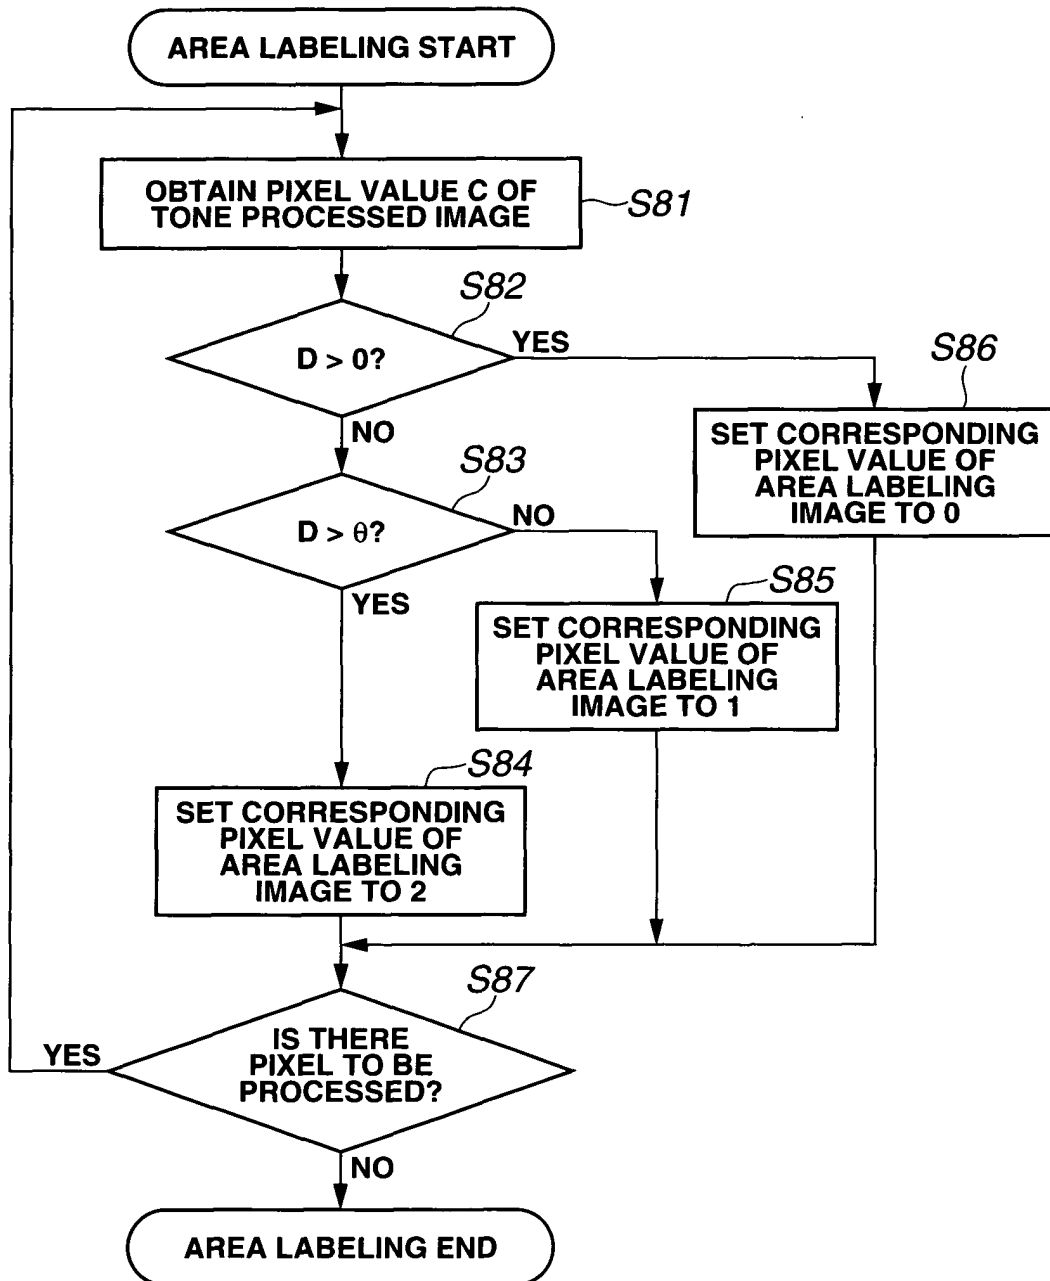 AREA LABELING START
OBTAIN PIXEL VALUE C OF
TONE PROCESSED IMAGE
S81
S82
D > 0?
YES
NO
S86
SET CORRESPONDING
PIXEL VALUE OF
AREA LABELING
IMAGE TO 0
S83
D > θ?
NO
YES
S85
SET CORRESPONDING
PIXEL VALUE OF
AREA LABELING
IMAGE TO 1
S84
SET CORRESPONDING
PIXEL VALUE OF
AREA LABELING
IMAGE TO 2
S87
IS THERE
PIXEL TO BE
PROCESSED?
YES
NO
AREA LABELING END